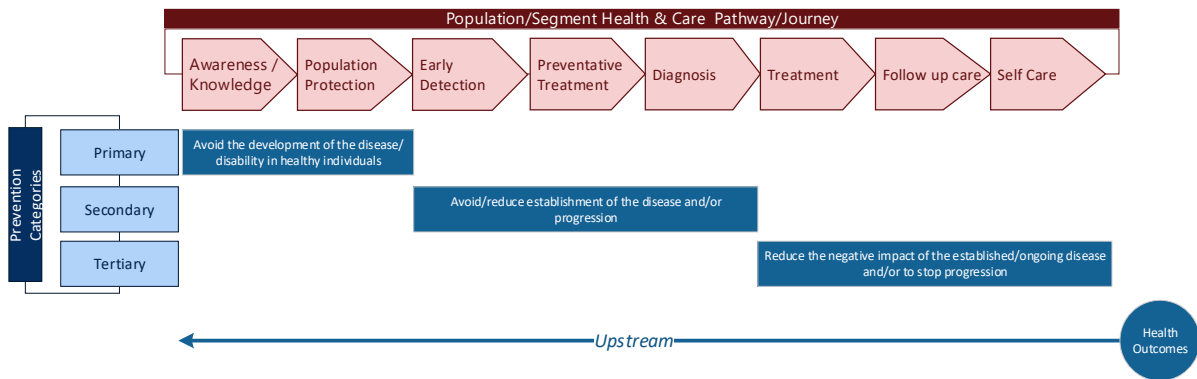 Population/Segment Health & Care Pathway/Journey
Awareness /
Knowledge
Population
Protection
Early
Detection
Preventative
Treatment
Diagnosis
Treatment
Follow up care
Self Care
Prevention
Categories
Primary
Avoid the development of the disease/
disability in healthy individuals
Secondary
Avoid/reduce establishment of the disease and/or
progression
Tertiary
Reduce the negative impact of the established/ongoing disease
and/or to stop progression
Upstream
Health
Outcomes